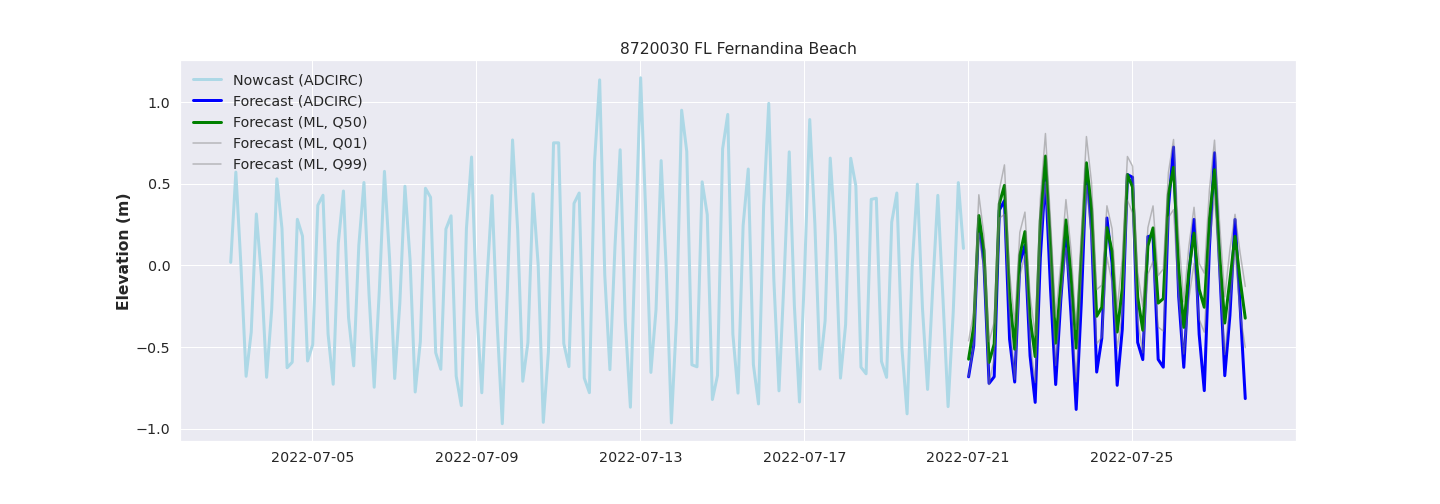 8720030 FL Fernandina Beach
Nowcast (ADCIRC)
Forecast (ADCIRC)
Forecast (ML, Q50)
Forecast (ML, Q01)
Forecast (ML, Q99)
Elevation (m)
1.0
0.5
0.0
−0.5
−1.0
2022-07-05 2022-07-09 2022-07-13 2022-07-17 2022-07-21 2022-07-25